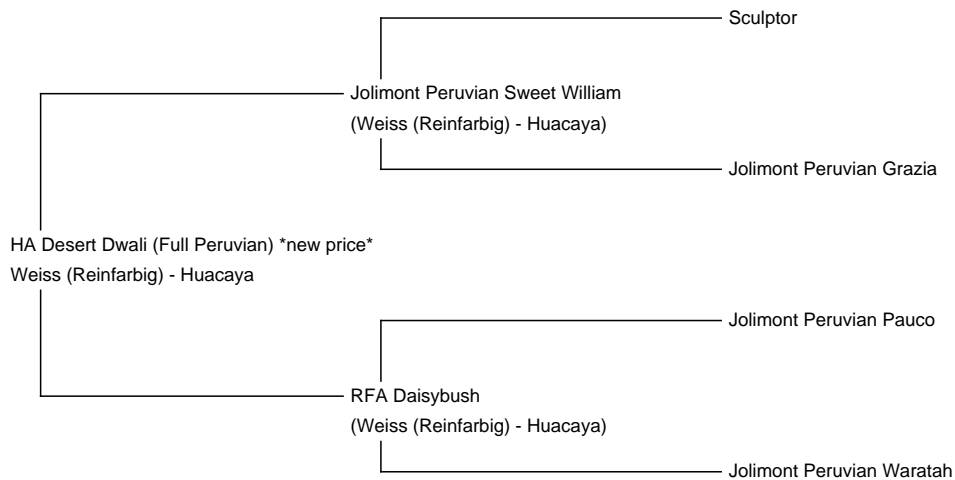 Sculptor
Jolimont Peruvian Sweet William
(Weiss (Reinfarbig) - Huacaya)
Jolimont Peruvian Grazia
HA Desert Dwali (Full Peruvian) *new price*
Weiss (Reinfarbig) - Huacaya
Jolimont Peruvian Pauco
RFA Daisybush
(Weiss (Reinfarbig) - Huacaya)
Jolimont Peruvian Waratah